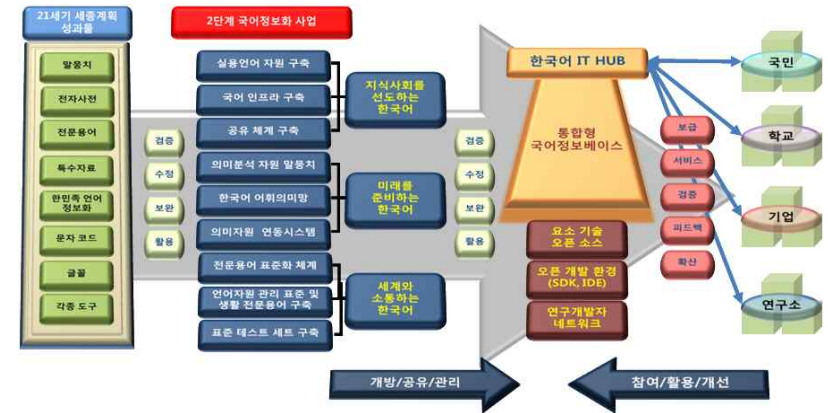 21세기 세종계획
성과물
말뭉치
전자사전
전문용어
특수자료
한민족 언어
정보화
문자 코드
글꼴
각종 도구
검증
수정
보완
활용
2단계 국어정보화 사업
실용언어 자원 구축
국어 인프라 구축
공유 체계 구축
의미분석 자원 말뭉치
한국어 어휘의미망
의미자원 연동시스템
전문용어 표준화 체계
언어자원 관리 표준 및
생활 전문용어 구축
표준 테스트 세트 구축
지식사회를
선도하는
한국어
미래를
준비하는
한국어
세계와
소통하는
한국어
검증
수정
보완
활용
한국어 IT HUB
통합형
국어정보베이스
요소 기술
오픈 소스
오픈 개발 환경
(SDK, IDE)
연구개발자
네트워크
보급
서비스
검증
피드백
확산
국민
학교
기업
연구소
개방/공유/관리
참여/활용/개선